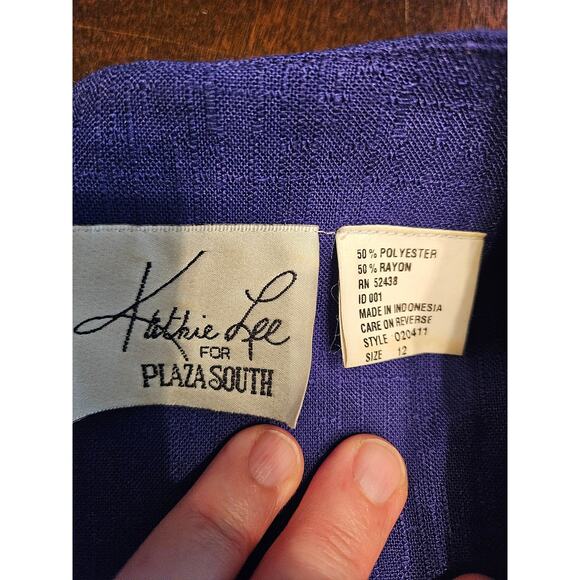 Kathie Lee
FOR
PLAZA SOUTH
50% POLYESTER
50% RAYON
RN 52438
ID 001
MADE IN INDONESIA
CARE ON REVERSE
STYLE 020411
SIZE 12